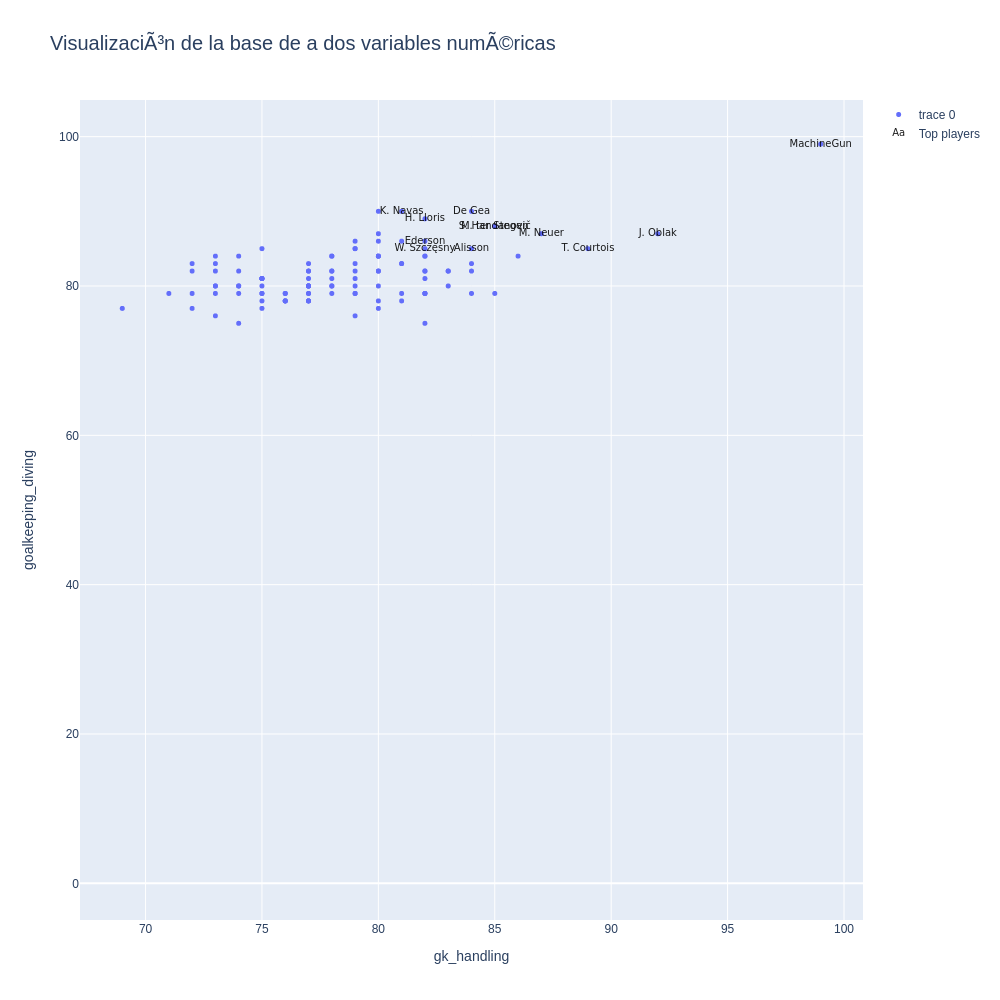 VisualizaciÃ³n de la base de a dos variables numÃ©ricas
trace 0
Aa Top players
100
80
60
40
20
0
goalkeeping_diving
MachineGun
K. Navas
De Gea
H. Lloris
M. Neuer
J. Oblak
Ederson
W. Szczęsny
Alisson
T. Courtois
70 75 80 85 90 95 100
gk_handling